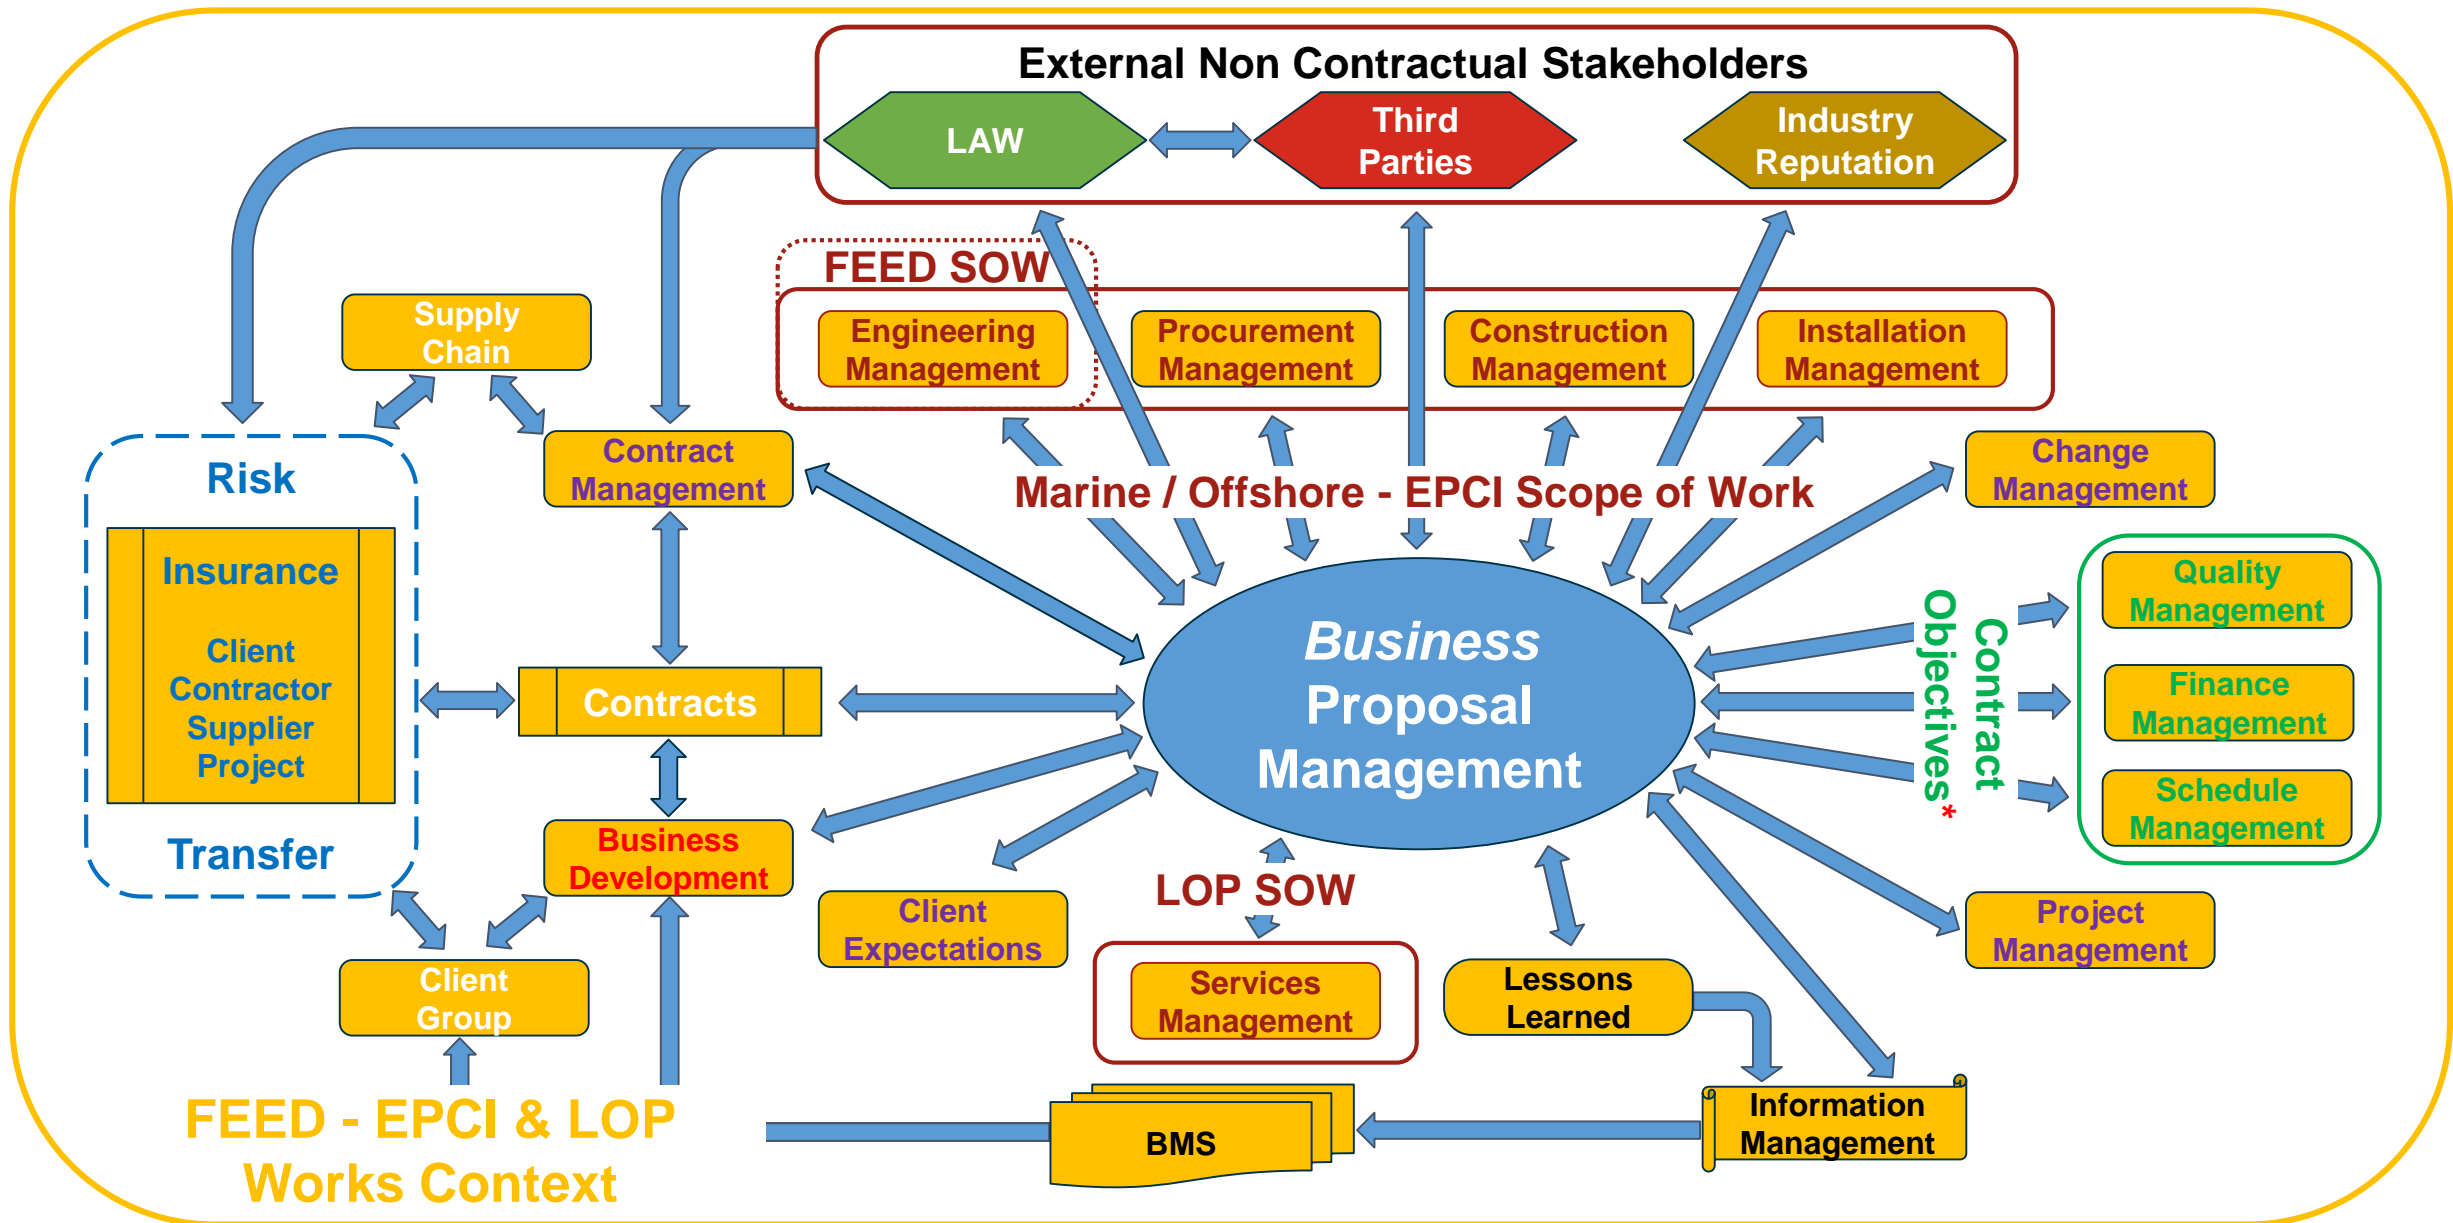 External Non Contractual Stakeholders
LAW
Third
Parties
Industry
Reputation
FEED SOW
Engineering
Management
Procurement
Management
Construction
Management
Installation
Management
Supply
Chain
Contract
Management
Marine / Offshore - EPCI Scope of Work
Change
Management
Risk
Insurance
Client
Contractor
Supplier
Project
Transfer
Contracts
Business
Proposal
Management
Contract
Objectives*
Quality
Management
Finance
Management
Schedule
Management
Business
Development
Client
Expectations
LOP SOW
Services
Management
Lessons
Learned
Project
Management
Client
Group
Information
Management
BMS
FEED - EPCI & LOP
Works Context